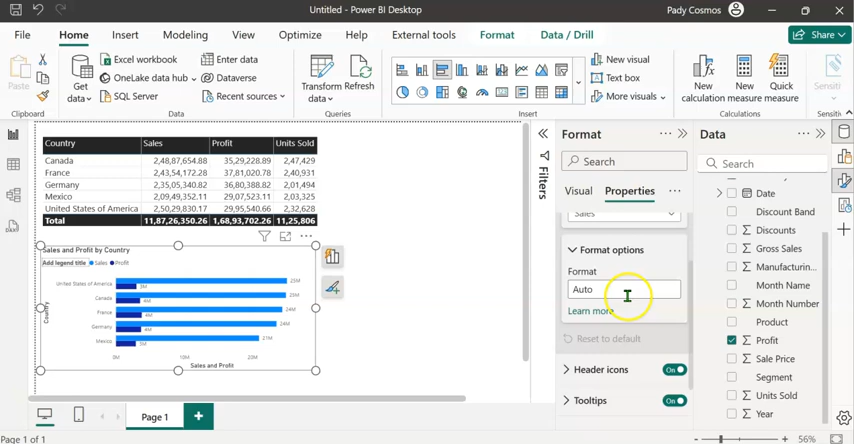 Untitled - Power BI Desktop
Pady Cosmos
File Home Insert Modeling View Optimize Help External tools Format Data / Drill
Share
Paste
Get data
Excel workbook
OneLake data hub
SQL Server
Enter data
Dataverse
Recent sources
Transform data
Refresh
New visual
Text box
More visuals
New calculation
New measure
Quick measure
Sensitivi
Clipboard Data Queries Insert Calculations Sensitiv
Country Sales Profit Units Sold
Canada 2,48,87,654.88 35,29,228.89 2,47,429
France 2,43,54,172.28 37,81,020.78 2,40,931
Germany 2,35,05,340.82 36,80,388.82 2,01,494
Mexico 2,09,49,352.11 29,07,523.11 2,03,325
United States of America 2,50,29,830.17 29,95,540.66 2,32,628
Total 11,87,26,350.26 1,68,93,702.26 11,25,806
Sales and Profit by Country
Add legend title Sales Profit
Country
United States of America 25M 3M
Canada 25M 4M
France 24M 4M
Germany 24M 4M
Mexico 21M 3M
0M 10M 20M
Sales and Profit
Filters
Format
Search
Visual Properties
Sales
Format options
Format
Auto
Learn more
Reset to default
Header icons On
Tooltips On
Data
Search
Date
Discount Band
Discounts
Gross Sales
Manufacturin...
Month Name
Month Number
Product
Profit
Sale Price
Segment
Units Sold
Year
DAX
Page 1
Page 1 of 1
56%